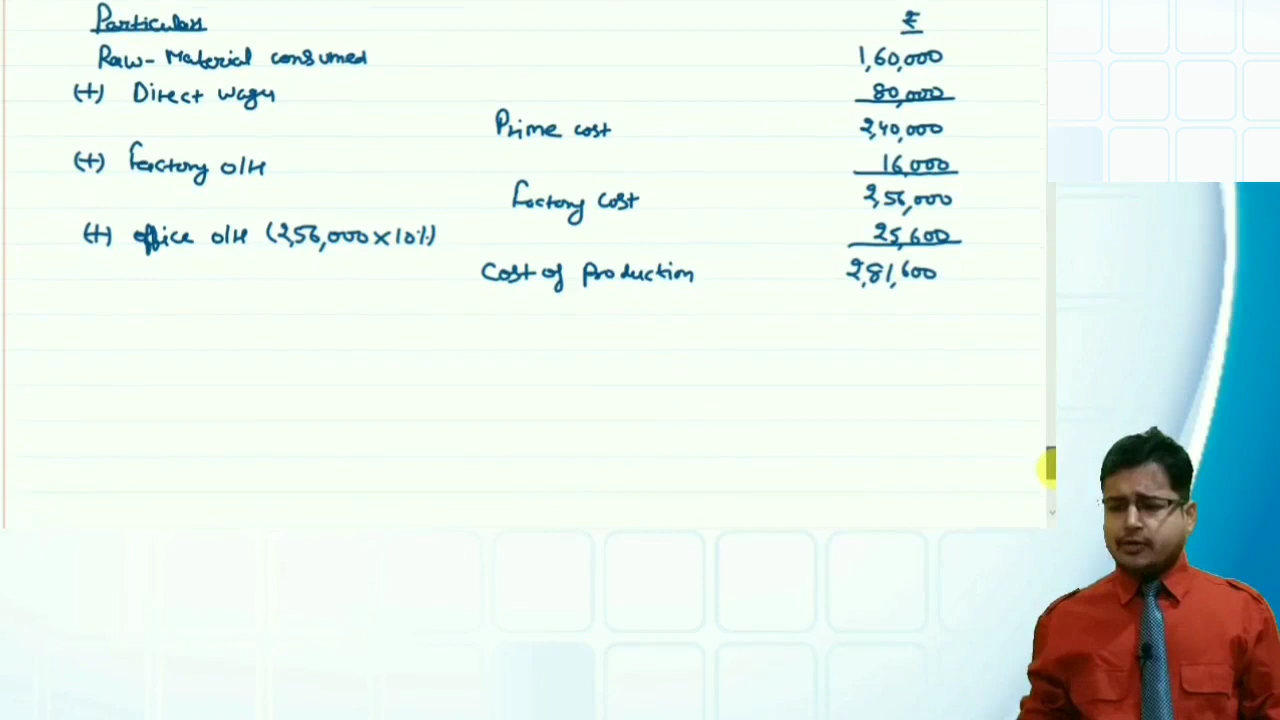 Particulars ₹
Raw-Material consumed 1,60,000
(+) Direct wages 80,000
Prime cost 2,40,000
(+) Factory o/H 16,000
Factory cost 2,56,000
(+) office o/H (2,56,000×10%) 25,600
Cost of Production 2,81,600